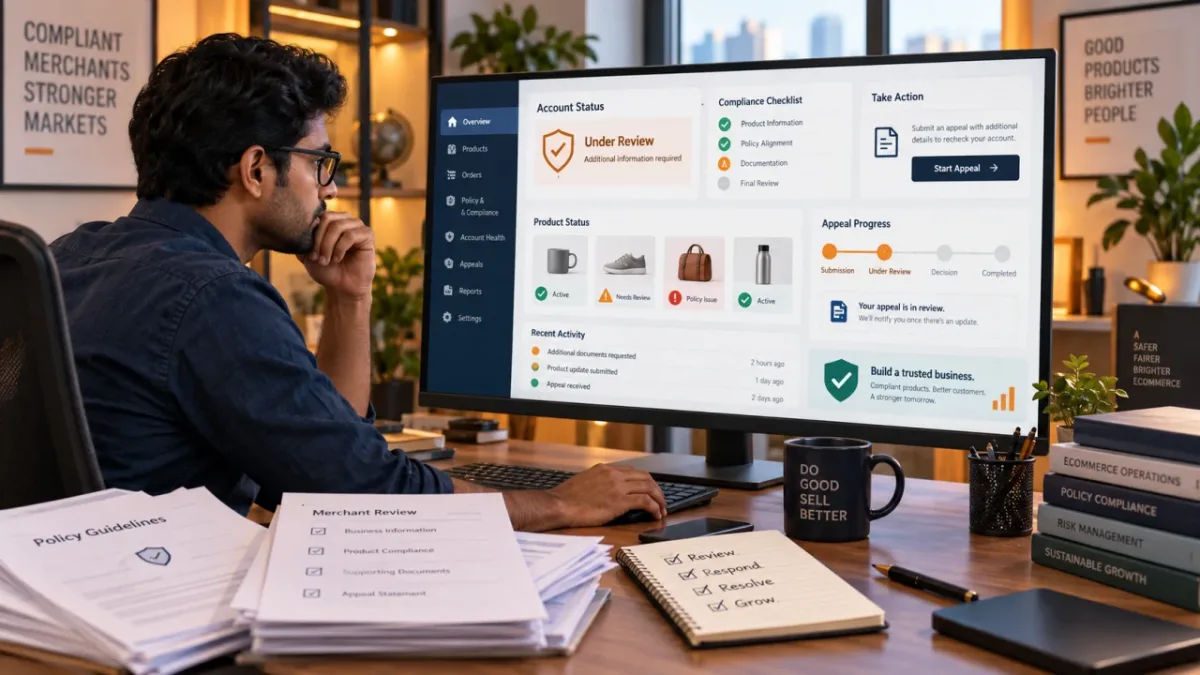 COMPLIANT
MERCHANTS
STRONGER
MARKETS
Overview
Products
Orders
Policy &
& Compliance
Account Health
Appeals
Reports
Settings
Account Status
Under Review
Additional information required
Compliance Checklist
Product Information
Policy Alignment
Documentation
Final Review
Take Action
Submit an appeal with additional
details to recheck your account.
Start Appeal →
Product Status
Active
Needs Review
Policy Issue
Active
Appeal Progress
Submission Under Review Decision Completed
Your appeal is in review.
We'll notify you once there's an update.
Recent Activity
Additional documents requested 2 hours ago
Product update submitted 1 day ago
Appeal received 2 days ago
Build a trusted business.
Compliant products. Better customers.
A stronger tomorrow.
GOOD
PRODUCTS
BRIGHTER
PEOPLE
A
SAFER
FAIRER
BRIGHTER
ECOMMERCE
Policy Guidelines
Merchant Review
Business Information
Product Compliance
Supporting Documents
Appeal Statement
Review.
Respond.
Resolve
Grow.
DO
GOOD
SELL
BETTER
ECOMMERCE OPERATIONS
POLICY COMPLIANCE
RISK MANAGEMENT
SUSTAINABLE GROWTH